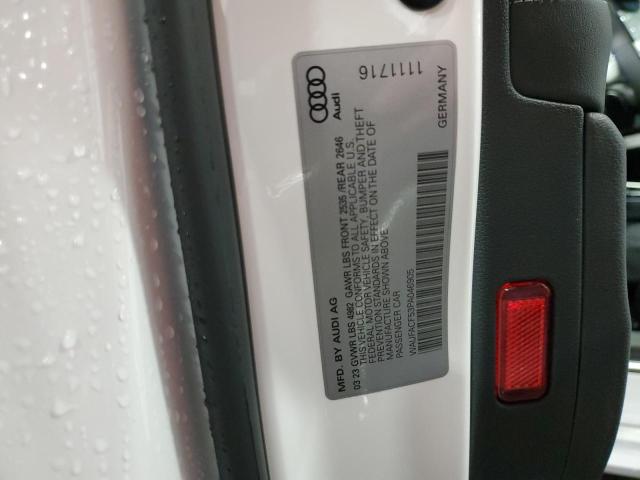 Audi
1111716
MFD. BY AUDI AG
GERMANY
03 23 GVWR LBS 4982 GAWR LBS FRONT 2535 /REAR 2646
THIS VEHICLE CONFORMS TO ALL APPLICABLE U.S.
FEDERAL MOTOR VEHICLE SAFETY, BUMPER AND THEFT
PREVENTION STANDARDS IN EFFECT ON THE DATE OF
MANUFACTURE SHOWN ABOVE.
PASSENGER CAR
WAUFACF53PA046905